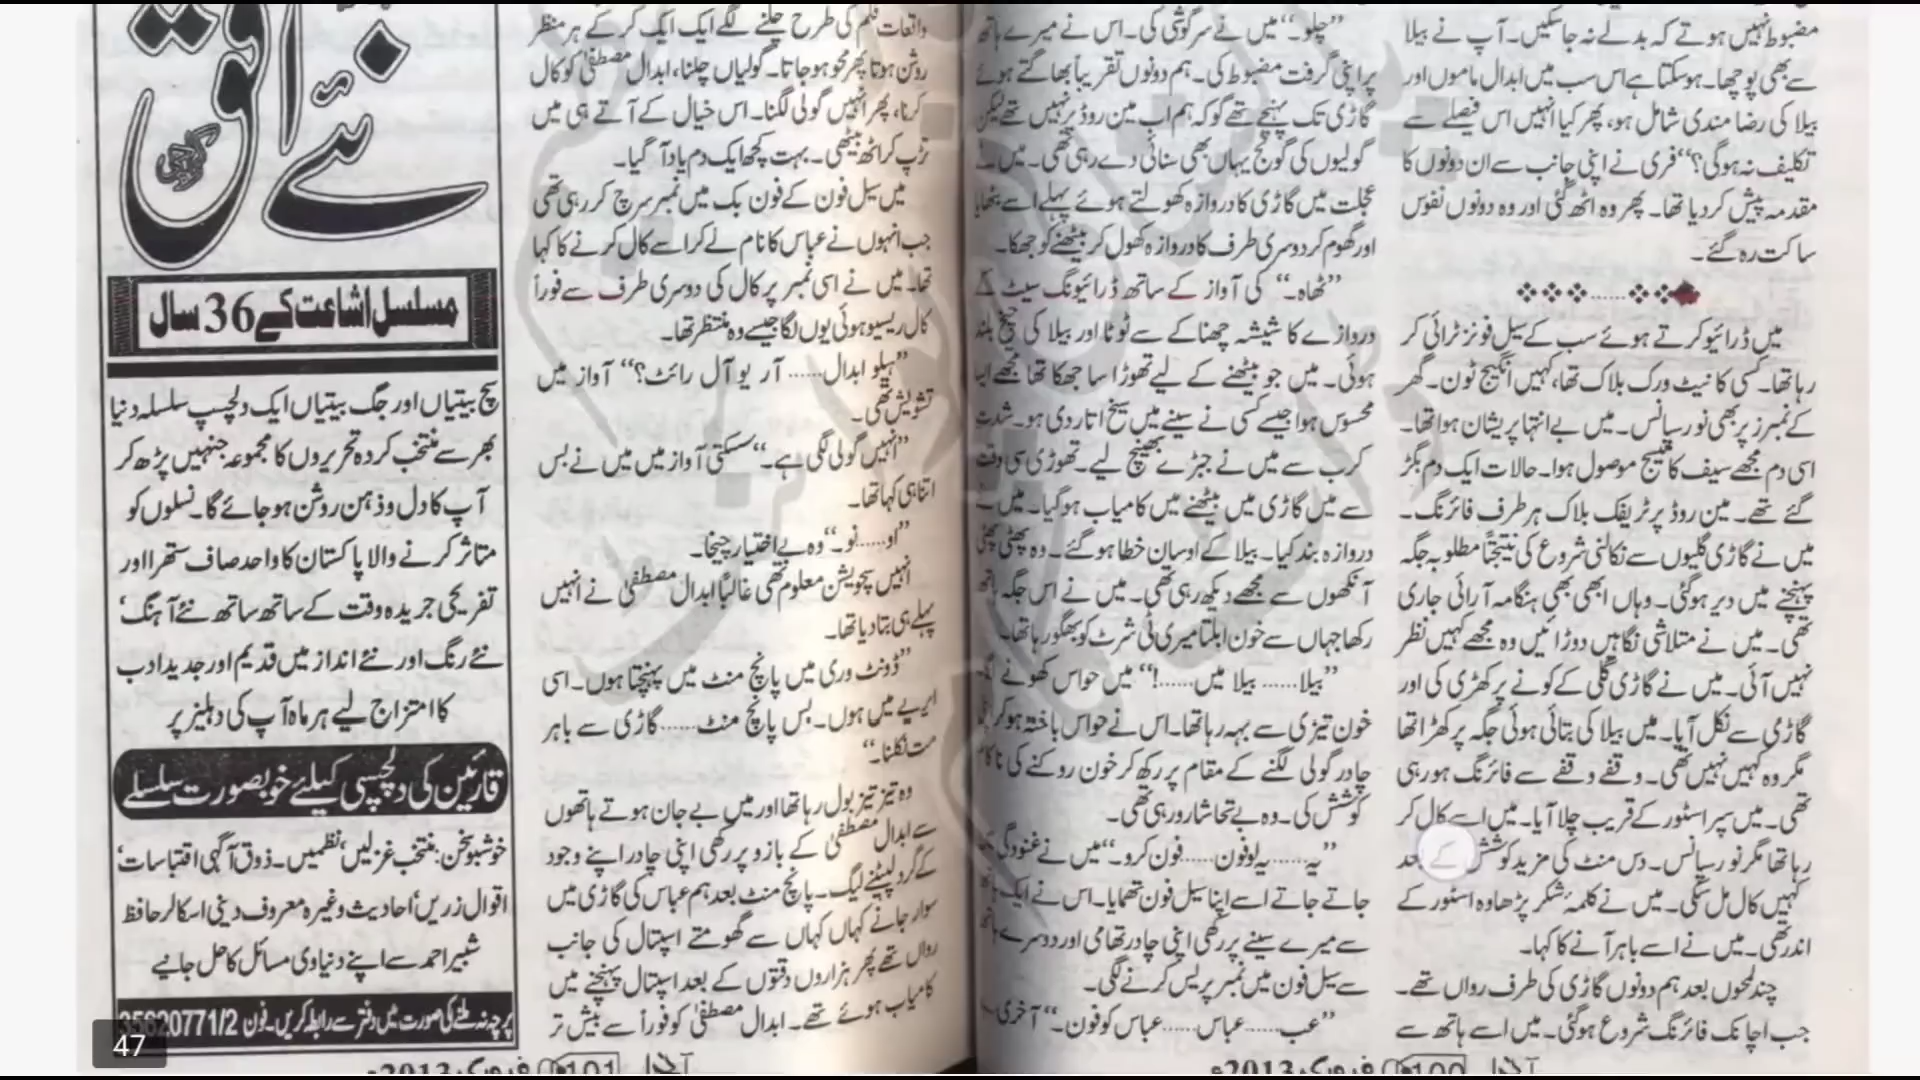 مضبوط نہیں ہوتے کہ بدلے نہ جاسکیں۔ آپ نے بیلا
سے بھی پوچھا۔ ہوسکتا ہے اس سب میں ابدال ماموں اور
بیلا کی رضا مندی شامل ہو، پھر کیا انہیں اس فیصلے سے
تکلیف نہ ہوگی؟“ فری نے اپنی جانب سے ان دونوں کا
مقدمہ پیش کردیا تھا۔ پھر وہ اٹھ گئی اور وہ دونوں نفوس
ساکت رہ گئے۔
میں ڈرائیو کرتے ہوئے سب کے سیل فونز ٹرائی کر
رہا تھا۔ کسی کا نیٹ ورک بلاک تھا، کہیں انگیج ٹون۔ گھر
کے نمبرز پر بھی نو رسپانس۔ میں بے انتہا پریشان ہوا تھا۔
اسی دم مجھے سیف کا میسج موصول ہوا۔ حالات ایک دم بگڑ
گئے تھے۔ مین روڈ پر ٹریفک بلاک ہر طرف فائرنگ۔
میں نے گاڑی گلیوں سے نکالنی شروع کی نتیجتاً مطلوبہ جگہ
پہنچنے میں دیر ہوگئی۔ وہاں ابھی بھی ہنگامہ آرائی جاری
تھی۔ میں نے متلاشی نگاہیں دوڑائیں وہ مجھے کہیں نظر
نہیں آئی۔ میں نے گاڑی گلی کے کونے پر کھڑی کی اور
گاڑی سے نکل آیا۔ میں بیلا کی بتائی ہوئی جگہ پر کھڑا تھا
مگر وہ کہیں نہیں تھی۔ وقفے وقفے سے فائرنگ ہورہی
تھی۔ میں سپر اسٹور کے قریب چلا آیا۔ میں اسے کال کر
رہا تھا مگر نو رسپانس۔ دس منٹ کی مزید کوشش کے بعد
کہیں کال مل سکی۔ میں نے کلمۂ شکر پڑھا وہ اسٹور کے
اندر تھی۔ میں نے اسے باہر آنے کا کہا۔
چند لمحوں بعد ہم دونوں گاڑی کی طرف رواں تھے۔
جب اچانک فائرنگ شروع ہوگئی۔ میں اسے ہاتھ سے
آنچل 100 فروری 2013ء
”چلو۔“ میں نے سرگوشی کی۔ اس نے میرے ہاتھ
پر اپنی گرفت مضبوط کی۔ ہم دونوں تقریباً بھاگتے ہوئے
گاڑی تک پہنچے تھے گو کہ ہم اب مین روڈ پر نہیں تھے لیکن
گولیوں کی گونج یہاں بھی سنائی دے رہی تھی۔ میں نے
عجلت میں گاڑی کا دروازہ کھولتے ہوئے پہلے اسے بٹھایا
اور گھوم کر دوسری طرف کا دروازہ کھول کر بیٹھنے کو جھکا۔
”ٹھاہ۔“ کی آواز کے ساتھ ڈرائیونگ سیٹ کے
دروازے کا شیشہ چھناکے سے ٹوٹا اور بیلا کی چیخ بلند
ہوئی۔ میں جو بیٹھنے کے لیے تھوڑا سا جھکا تھا مجھے ایسا
محسوس ہوا جیسے کسی نے سینے میں سیخ اتار دی ہو۔ شدت
کرب سے میں نے جبڑے بھینچ لیے۔ تھوڑی سی دقت
سے میں گاڑی میں بیٹھنے میں کامیاب ہوگیا۔ میں نے
دروازہ بند کیا۔ بیلا کے اوسان خطا ہوگئے۔ وہ پھٹی پھٹی
آنکھوں سے مجھے دیکھ رہی تھی۔ میں نے اس جگہ ہاتھ
رکھا جہاں سے خون ابلتا میری ٹی شرٹ کو بھگو رہا تھا۔
”بیلا...... بیلا میں......!“ میں حواس کھونے لگا
خون تیزی سے بہہ رہا تھا۔ اس نے حواس باختہ ہوکر اپنی
چادر گولی لگنے کے مقام پر رکھ کر خون روکنے کی ناکام
کوشش کی۔ وہ بے تحاشا رو رہی تھی۔
”یہ...... یہ لو فون...... فون کرو۔“ میں نے غنودگی میں
جاتے جاتے اسے اپنا سیل فون تھمایا۔ اس نے ایک ہاتھ
سے میرے سینے پر رکھی اپنی چادر تھامی اور دوسرے ہاتھ
سے سیل فون میں نمبر پریس کرنے لگی۔
”عب...... عباس...... عباس کو فون۔“ آخری
واقعات فلم کی طرح چلنے لگے ایک ایک کرکے ہر منظر
روشن ہوتا پھر محو ہوجاتا۔ گولیاں چلنا، ابدال مصطفیٰ کو کال
کرنا، پھر انہیں گولی لگنا۔ اس خیال کے آتے ہی میں
تڑپ کر اٹھ بیٹھی۔ بہت کچھ ایک دم یاد آگیا۔
میں سیل فون کے فون بک میں نمبر سرچ کررہی تھی
جب انہوں نے عباس کا نام لے کر اسے کال کرنے کا کہا
تھا۔ میں نے اسی نمبر پر کال کی دوسری طرف سے فوراً
کال ریسیو ہوئی یوں لگا جیسے وہ منتظر تھا۔
”ہیلو ابدال...... آر یو آل رائٹ؟“ آواز میں
تشویش تھی۔
”انہیں گولی لگی ہے۔“ سسکتی آواز میں میں نے بس
اتنا ہی کہا تھا۔
”او...... نو۔“ وہ بے اختیار چیخا۔
انہیں سچویشن معلوم تھی غالباً ابدال مصطفیٰ نے انہیں
پہلے ہی بتا دیا تھا۔
”ڈونٹ وری میں پانچ منٹ میں پہنچتا ہوں۔ اسی
ایریے میں ہوں۔ بس پانچ منٹ...... گاڑی سے باہر
مت نکلنا۔“
وہ تیز تیز بول رہا تھا اور میں بے جان ہوتے ہاتھوں
سے ابدال مصطفیٰ کے بازو پر رکھی اپنی چادر اپنے وجود
کے گرد لپیٹنے لگی۔ پانچ منٹ بعد ہم عباس کی گاڑی میں
سوار جانے کہاں کہاں سے گھومتے اسپتال کی جانب
رواں تھے پھر ہزاروں دقتوں کے بعد اسپتال پہنچنے میں
کامیاب ہوئے تھے۔ ابدال مصطفیٰ کو فوراً سے بیش تر
آنچل 101 فروری 2013ء
نئے افق
کراچی
مسلسل اشاعت کے 36 سال
سچ بیتیاں اور جگ بیتیاں ایک دلچسپ سلسلہ دنیا
بھر سے منتخب کردہ تحریروں کا مجموعہ جنہیں پڑھ کر
آپ کا دل و ذہن روشن ہوجائے گا۔ نسلوں کو
متاثر کرنے والا پاکستان کا واحد صاف ستھرا اور
تفریحی جریدہ وقت کے ساتھ ساتھ نئے آہنگ‘
نئے رنگ اور نئے انداز میں قدیم اور جدید ادب
کا امتزاج لیے ہر ماہ آپ کی دہلیز پر
قارئین کی دلچسپی کیلئے خوبصورت سلسلے
خوشبوئے سخن: منتخب غزلیں‘ نظمیں۔ ذوق آگہی اقتباسات‘
اقوال زریں‘ احادیث وغیرہ معروف دینی اسکالر حافظ
شبیر احمد سے اپنے دنیاوی مسائل کا حل جانیے
پرچہ نہ ملنے کی صورت میں دفتر سے رابطہ کریں۔ فون 35620771/2
47